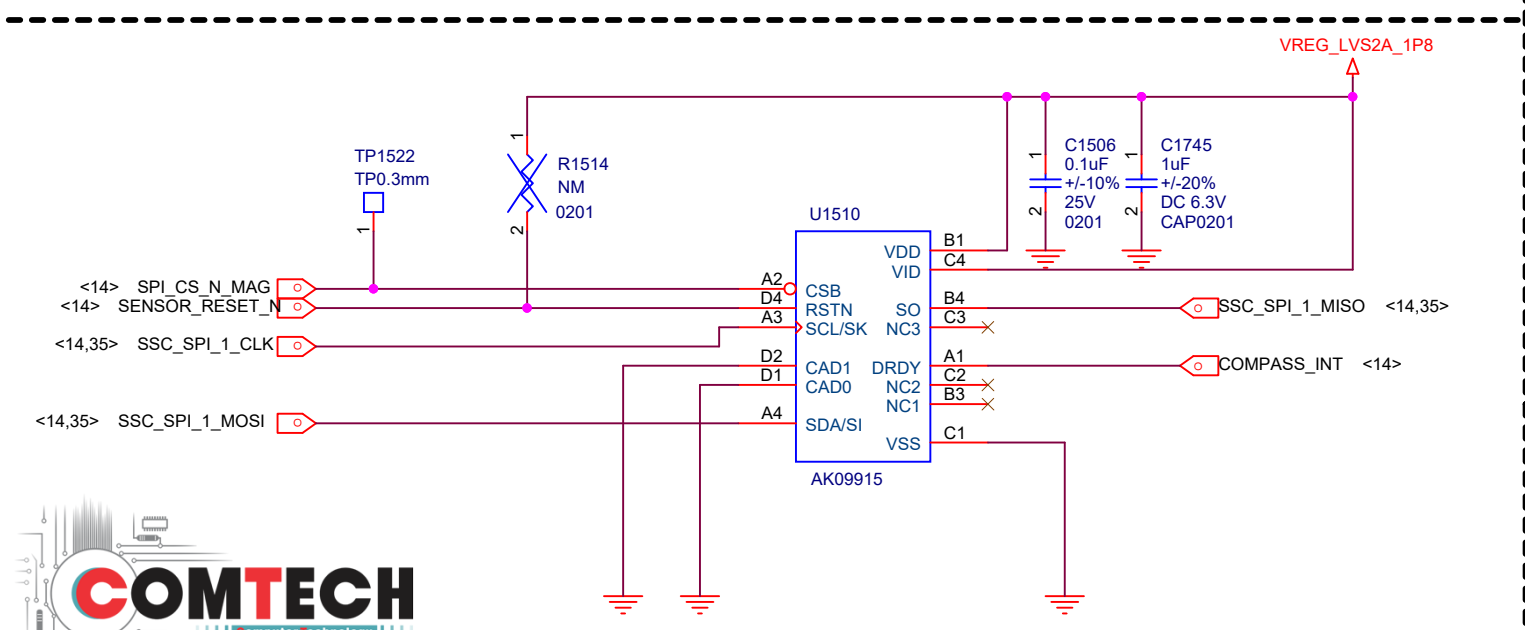 VREG_LVS2A_1P8
TP1522
TP0.3mm
1
1
R1514
NM
0201
2
1
C1506
0.1uF
+/-10%
25V
0201
2
1
C1745
1uF
+/-20%
DC 6.3V
CAP0201
2
U1510
<14> SPI_CS_N_MAG
<14> SENSOR_RESET_N
<14,35> SSC_SPI_1_CLK
<14,35> SSC_SPI_1_MOSI
A2 CSB
D4 RSTN
A3 SCL/SK
D2 CAD1
D1 CAD0
A4 SDA/SI
VDD B1
VID C4
SO B4
NC3 C3
DRDY A1
NC2 C2
NC1 B3
VSS C1
SSC_SPI_1_MISO <14,35>
COMPASS_INT <14>
AK09915
COMTECH